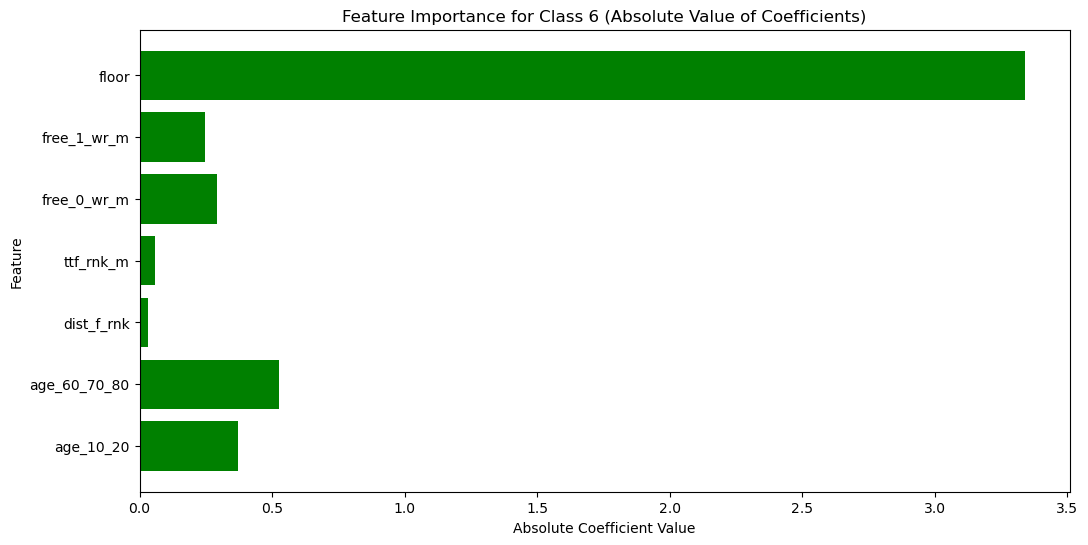 Feature Importance for Class 6 (Absolute Value of Coefficients)
floor
free_1_wr_m
free_0_wr_m
ttf_rnk_m
dist_f_rnk
age_60_70_80
age_10_20
Feature
0.0 0.5 1.0 1.5 2.0 2.5 3.0 3.5
Absolute Coefficient Value